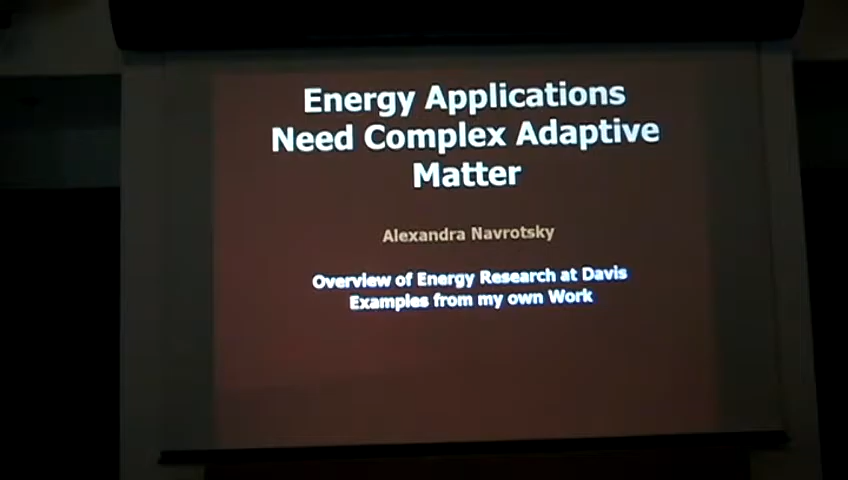 Energy Applications
Need Complex Adaptive
Matter
Alexandra Navrotsky
Overview of Energy Research at Davis
Examples from my own Work